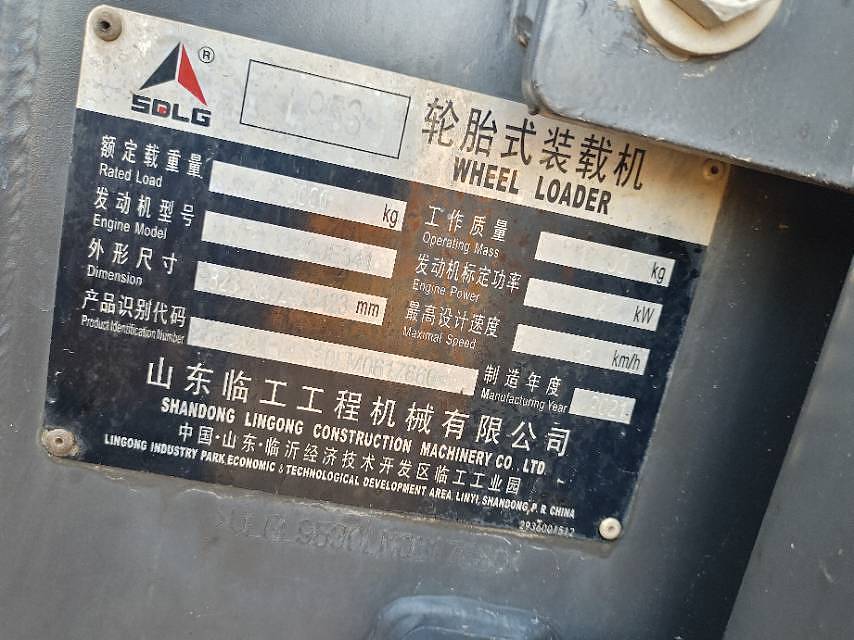 SDLG ®
L953
轮胎式装载机
WHEEL LOADER
额定载重量
Rated Load
kg
工作质量
Operating Mass
kg
发动机型号
Engine Model
发动机标定功率
Engine Power
kW
外形尺寸
Dimension
mm
最高设计速度
Maximal Speed
km/h
产品识别代码
Product Identification Number
制造年度
Manufacturing Year
2021
山东临工工程机械有限公司
SHANDONG LINGONG CONSTRUCTION MACHINERY CO., LTD.
中国·山东·临沂经济技术开发区临工工业园
LINGONG INDUSTRY PARK,ECONOMIC & TECHNOLOGICAL DEVELOPMENT AREA, LINYI, SHANDONG, P. R. CHINA
2936001512